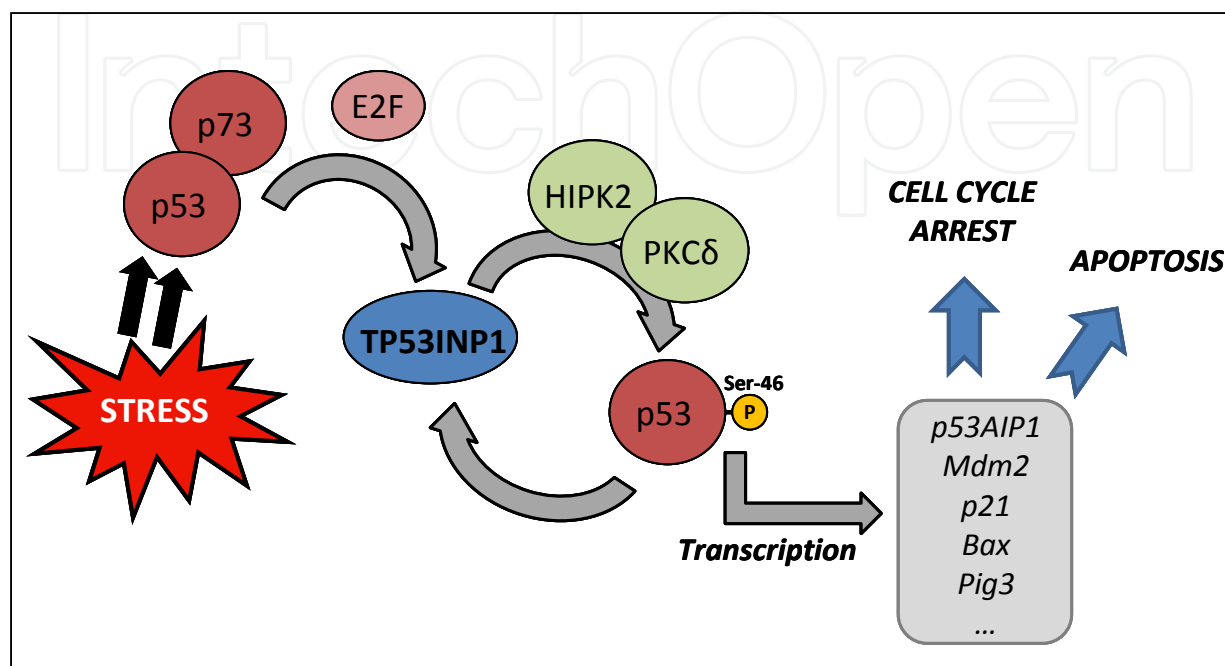 IntechOpen
p73
E2F
p53
HIPK2
PKCδ
CELL CYCLE
ARREST
APOPTOSIS
TP53INP1
STRESS
Ser-46
p53
P
Transcription
p53AIP1
Mdm2
p21
Bax
Pig3
...